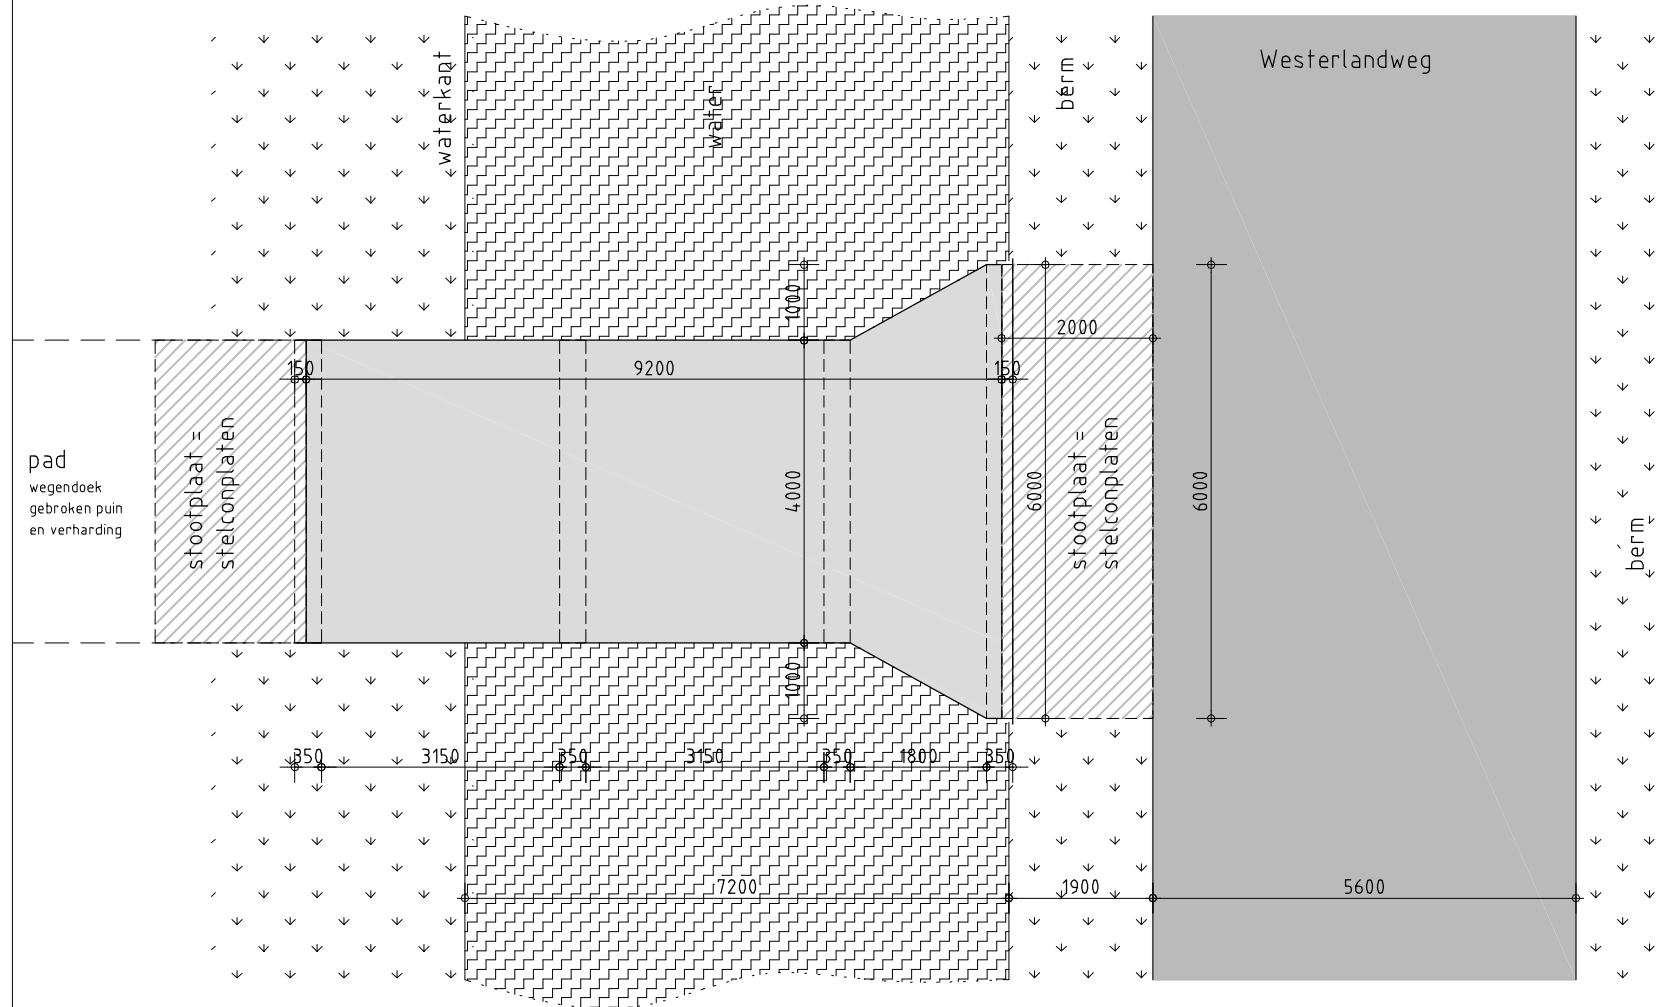 Westerlandweg
waterkant
water
berm
1000
2000
150
9200
150
pad
wegendoek
gebroken puin
en verharding
stootplaat =
stelconplaten
4000
6000
stootplaat =
stelconplaten
6000
berm
1000
350
3150
350
3150
350
1800
350
7200
1900
5600